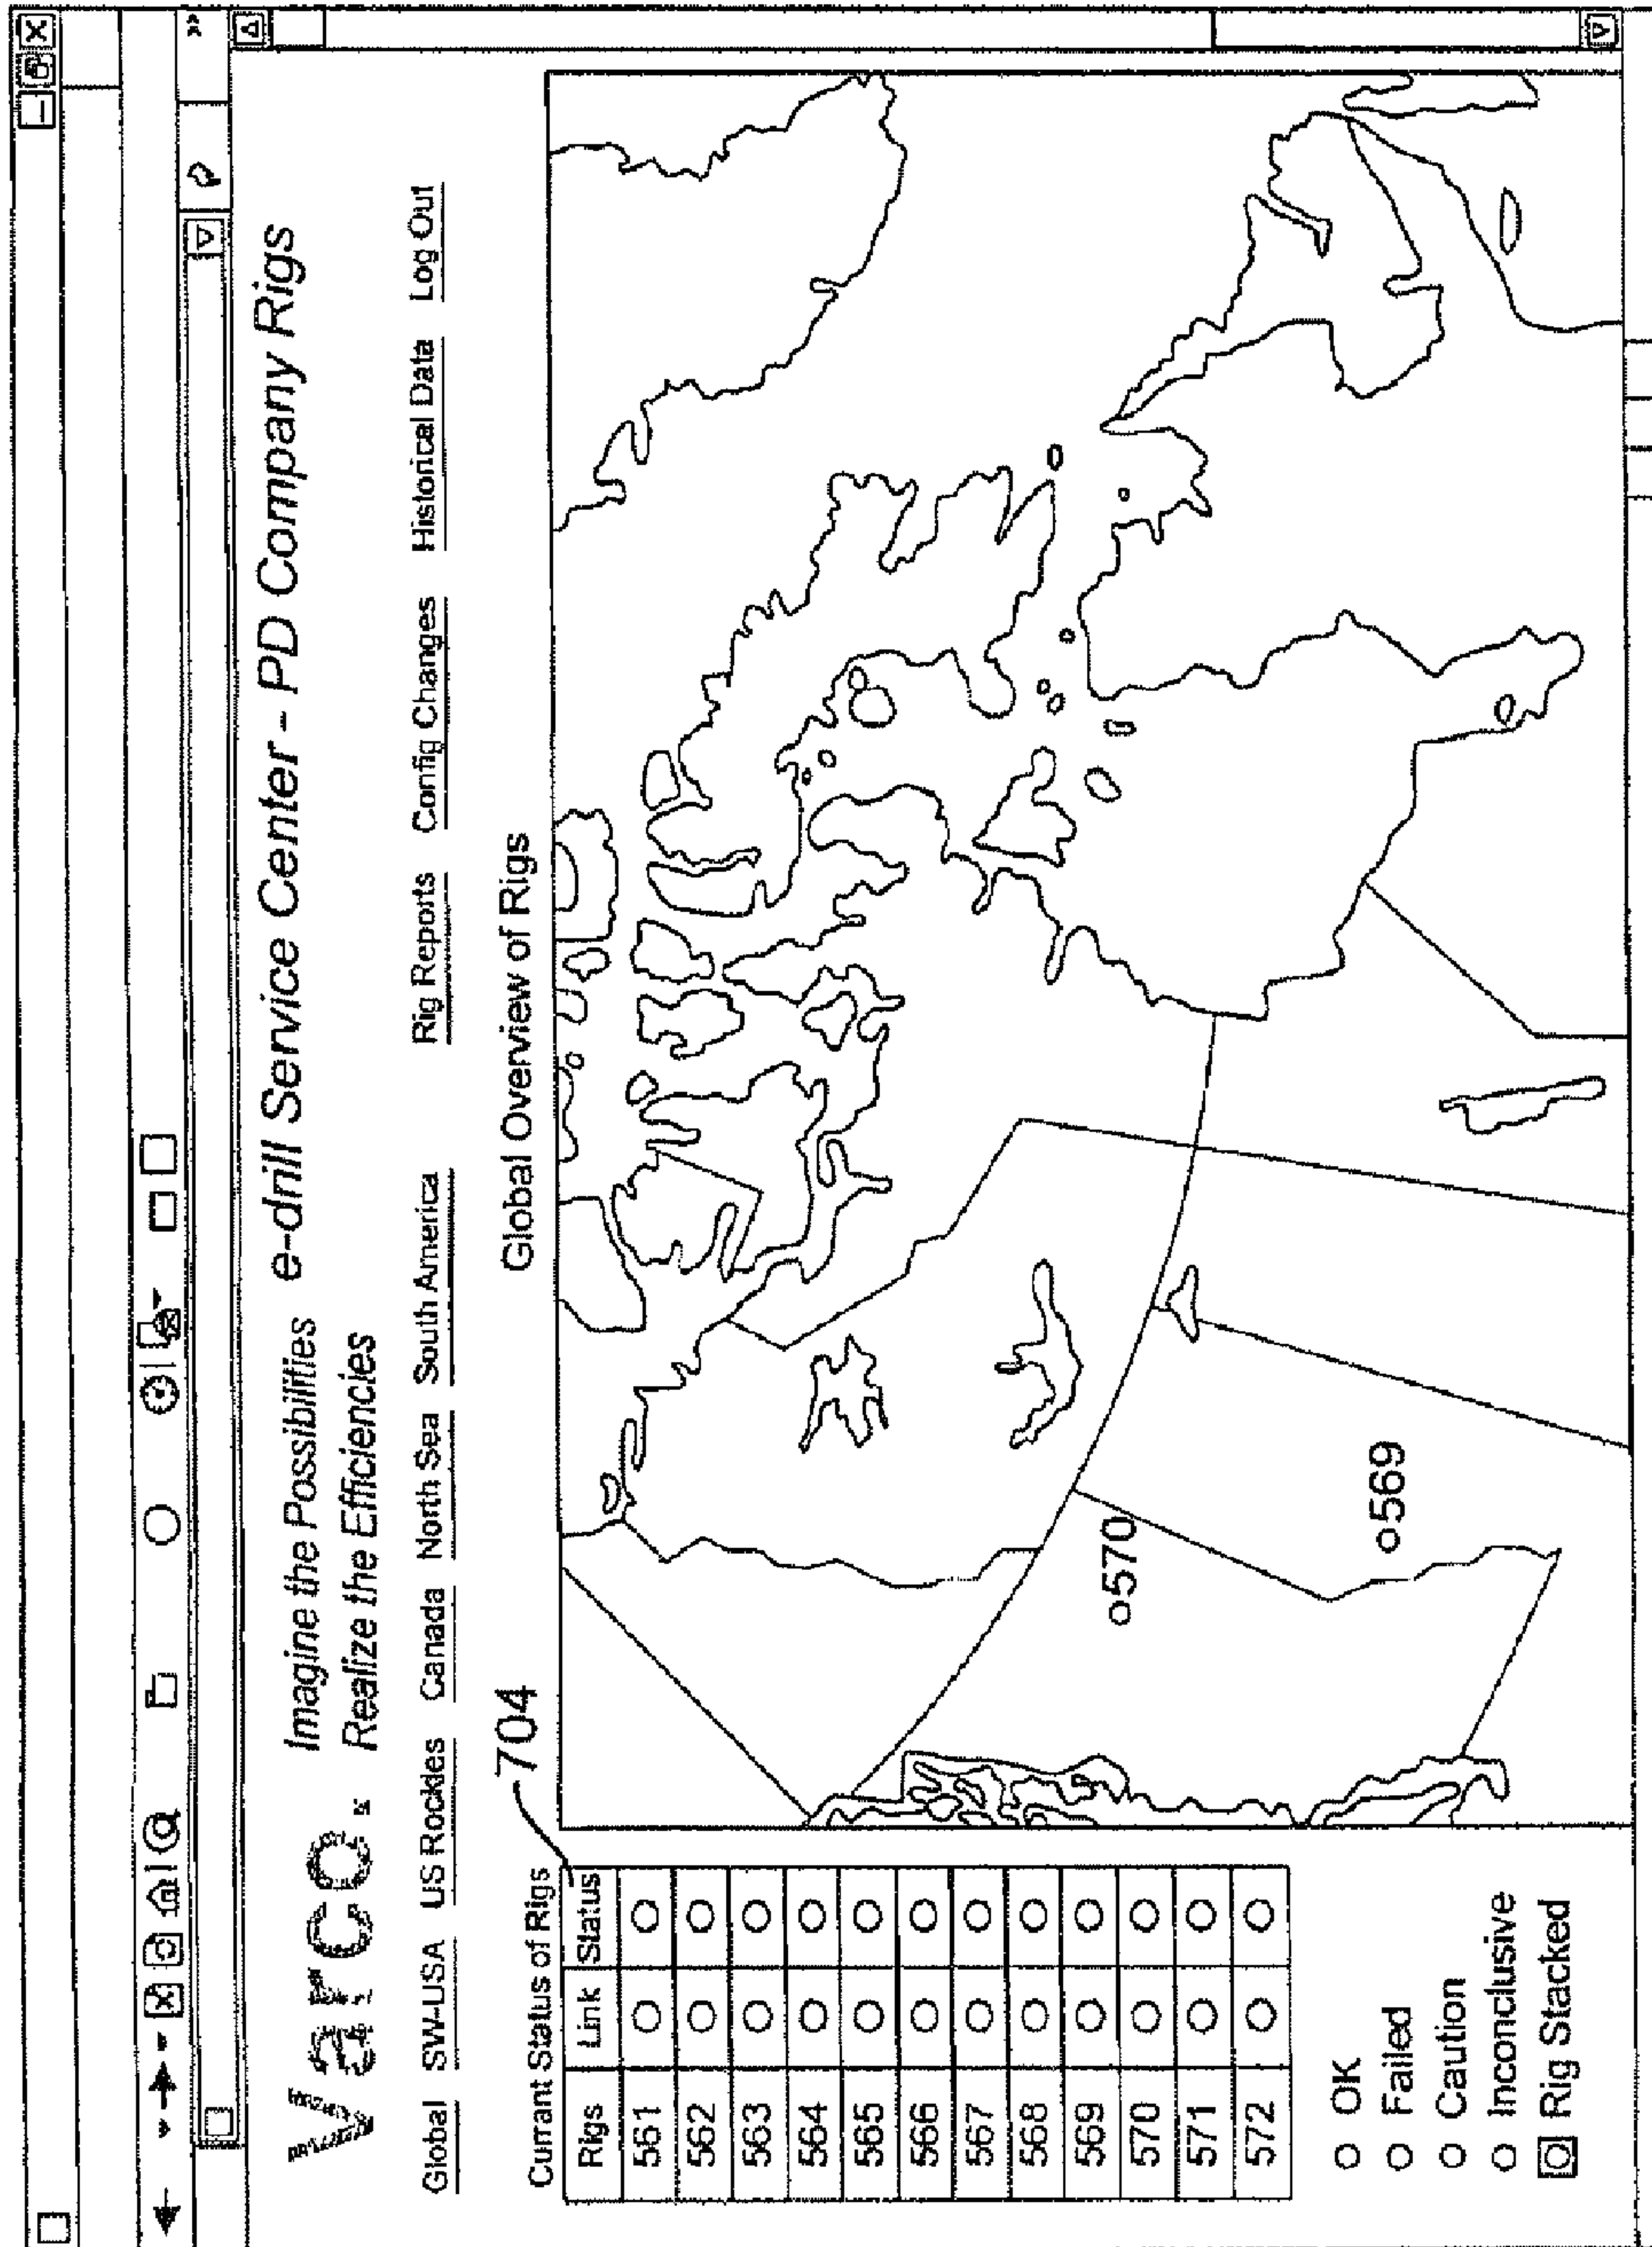 Varco
Imagine the Possibilities
Realize the Efficiencies
e-drill Service Center - PD Company Rigs
Global SW-USA US Rockies Canada North Sea South America Rig Reports Config Changes Historical Data Log Out
704
Global Overview of Rigs
Currant Status of Rigs
Rigs Link Status
561
562
563
564
565
566
567
568
569
570
571
572
OK
Failed
Caution
Inconclusive
Rig Stacked
570
569